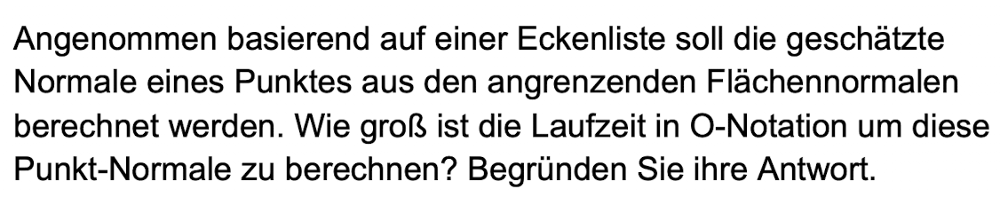 Angenommen basierend auf einer Eckenliste soll die geschätzte
Normale eines Punktes aus den angrenzenden Flächennormalen
berechnet werden. Wie groß ist die Laufzeit in O-Notation um diese
Punkt-Normale zu berechnen? Begründen Sie ihre Antwort.